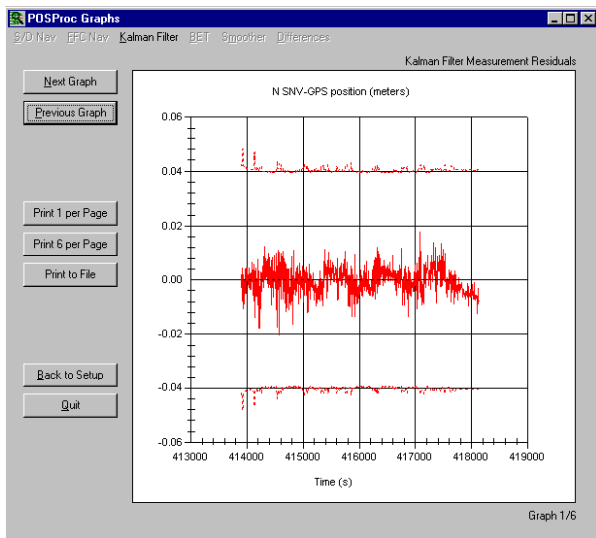 POSProc Graphs
S/D Nav FFC Nav Kalman Filter BET Smoother Differences
Kalman Filter Measurement Residuals
Next Graph
Previous Graph
Print 1 per Page
Print 6 per Page
Print to File
Back to Setup
Quit
N SNV-GPS position (meters)
0.06
0.04
0.02
0.00
-0.02
-0.04
-0.06
413000 414000 415000 416000 417000 418000 419000
Time (s)
Graph 1/6